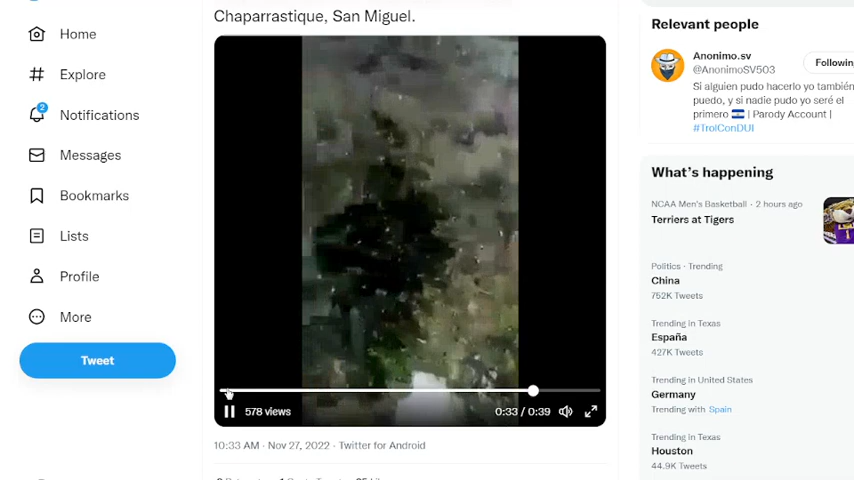 Chaparrastique, San Miguel.
Home
Explore
2
Notifications
Messages
Bookmarks
Lists
Profile
More
Tweet
578 views
0:33 / 0:39
10:33 AM · Nov 27, 2022 · Twitter for Android
Relevant people
Anonimo.sv
@AnonimoSV503
Following
Si alguien pudo hacerlo yo también
puedo, y si nadie pudo yo seré el
primero | Parody Account |
#TrolConDUI
What's happening
NCAA Men's Basketball · 2 hours ago
Terriers at Tigers
Politics · Trending
China
752K Tweets
Trending in Texas
España
427K Tweets
Trending in United States
Germany
Trending with Spain
Trending in Texas
Houston
44.9K Tweets